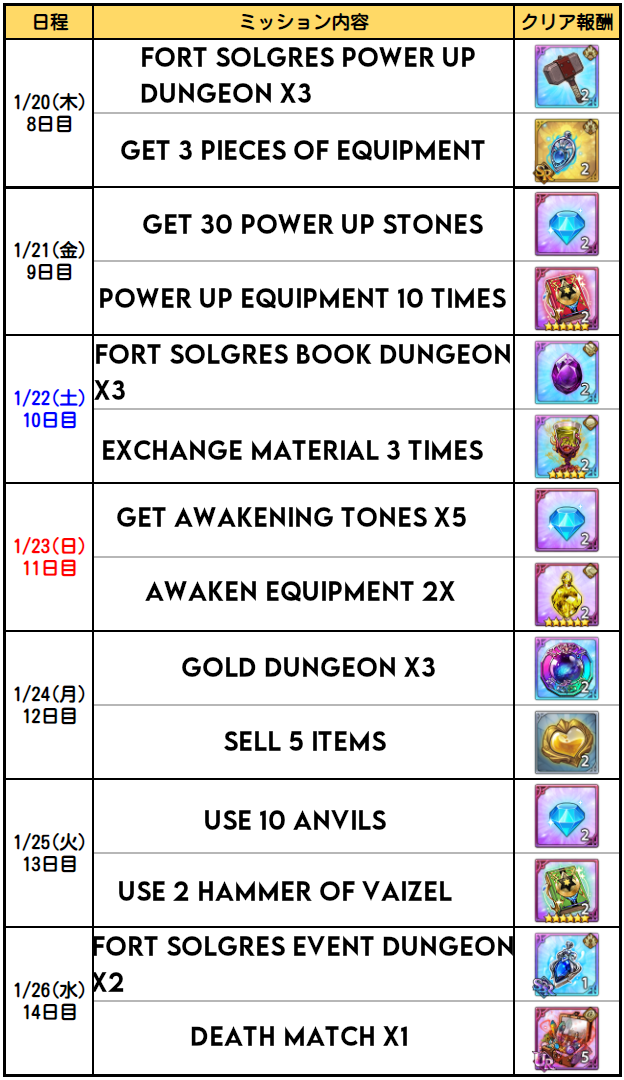 日程 ミッション内容 クリア報酬
1/20(木)
8日目
FORT SOLGRES POWER UP
DUNGEON X3
2
GET 3 PIECES OF EQUIPMENT
SR 2
1/21(金)
9日目
GET 30 POWER UP STONES
2
POWER UP EQUIPMENT 10 TIMES
2
1/22(土)
10日目
FORT SOLGRES BOOK DUNGEON
X3
2
EXCHANGE MATERIAL 3 TIMES
2
1/23(日)
11日目
GET AWAKENING TONES X5
2
AWAKEN EQUIPMENT 2X
2
1/24(月)
12日目
GOLD DUNGEON X3
2
SELL 5 ITEMS
2
1/25(火)
13日目
USE 10 ANVILS
2
USE 2 HAMMER OF VAIZEL
2
1/26(水)
14日目
FORT SOLGRES EVENT DUNGEON
X2
SR 1
DEATH MATCH X1
UR 5